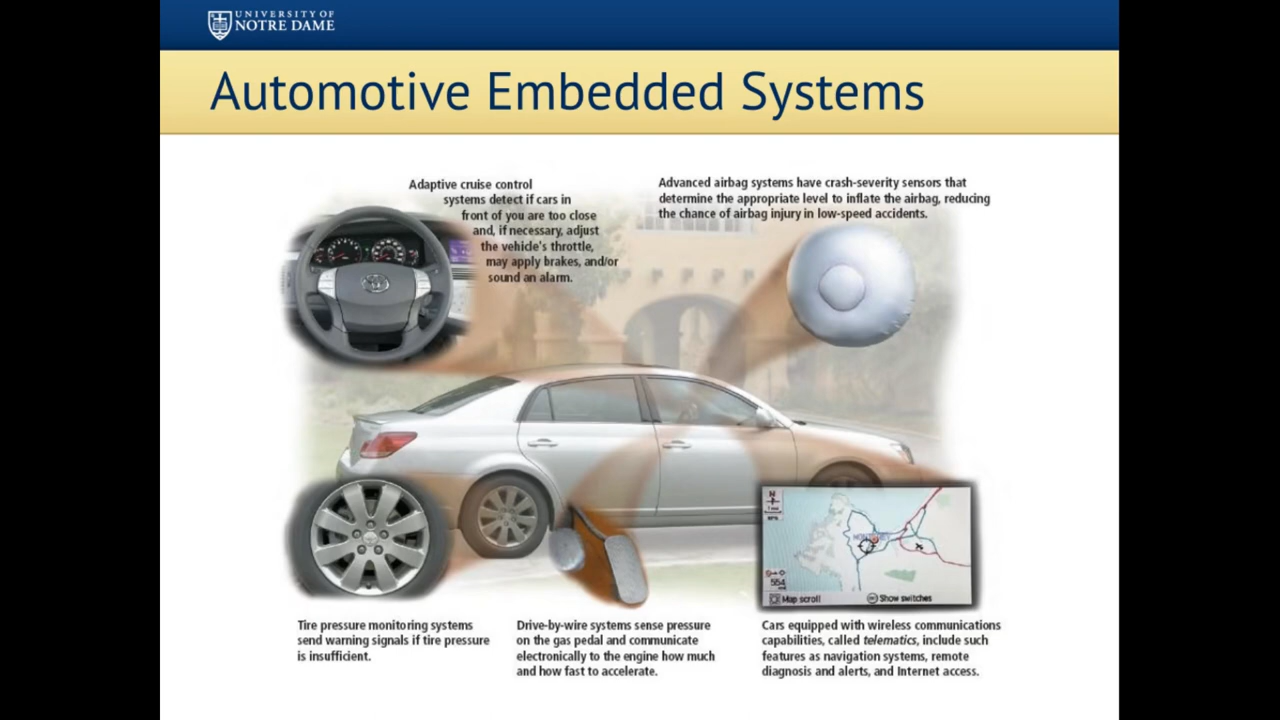 UNIVERSITY OF
NOTRE DAME
Automotive Embedded Systems
Adaptive cruise control
systems detect if cars in
front of you are too close
and, if necessary, adjust
the vehicle's throttle,
may apply brakes, and/or
sound an alarm.
Advanced airbag systems have crash-severity sensors that
determine the appropriate level to inflate the airbag, reducing
the chance of airbag injury in low-speed accidents.
N
554
Map scroll
Show switches
Tire pressure monitoring systems
send warning signals if tire pressure
is insufficient.
Drive-by-wire systems sense pressure
on the gas pedal and communicate
electronically to the engine how much
and how fast to accelerate.
Cars equipped with wireless communications
capabilities, called telematics, include such
features as navigation systems, remote
diagnosis and alerts, and Internet access.